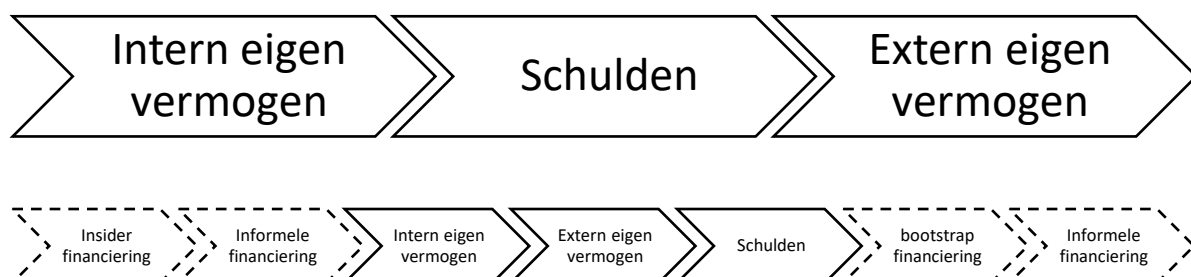 Intern eigen
vermogen
Schulden
Extern eigen
vermogen
Insider
financiering
Informele
financiering
Intern eigen
vermogen
Extern eigen
vermogen
Schulden
bootstrap
financiering
Informele
financiering